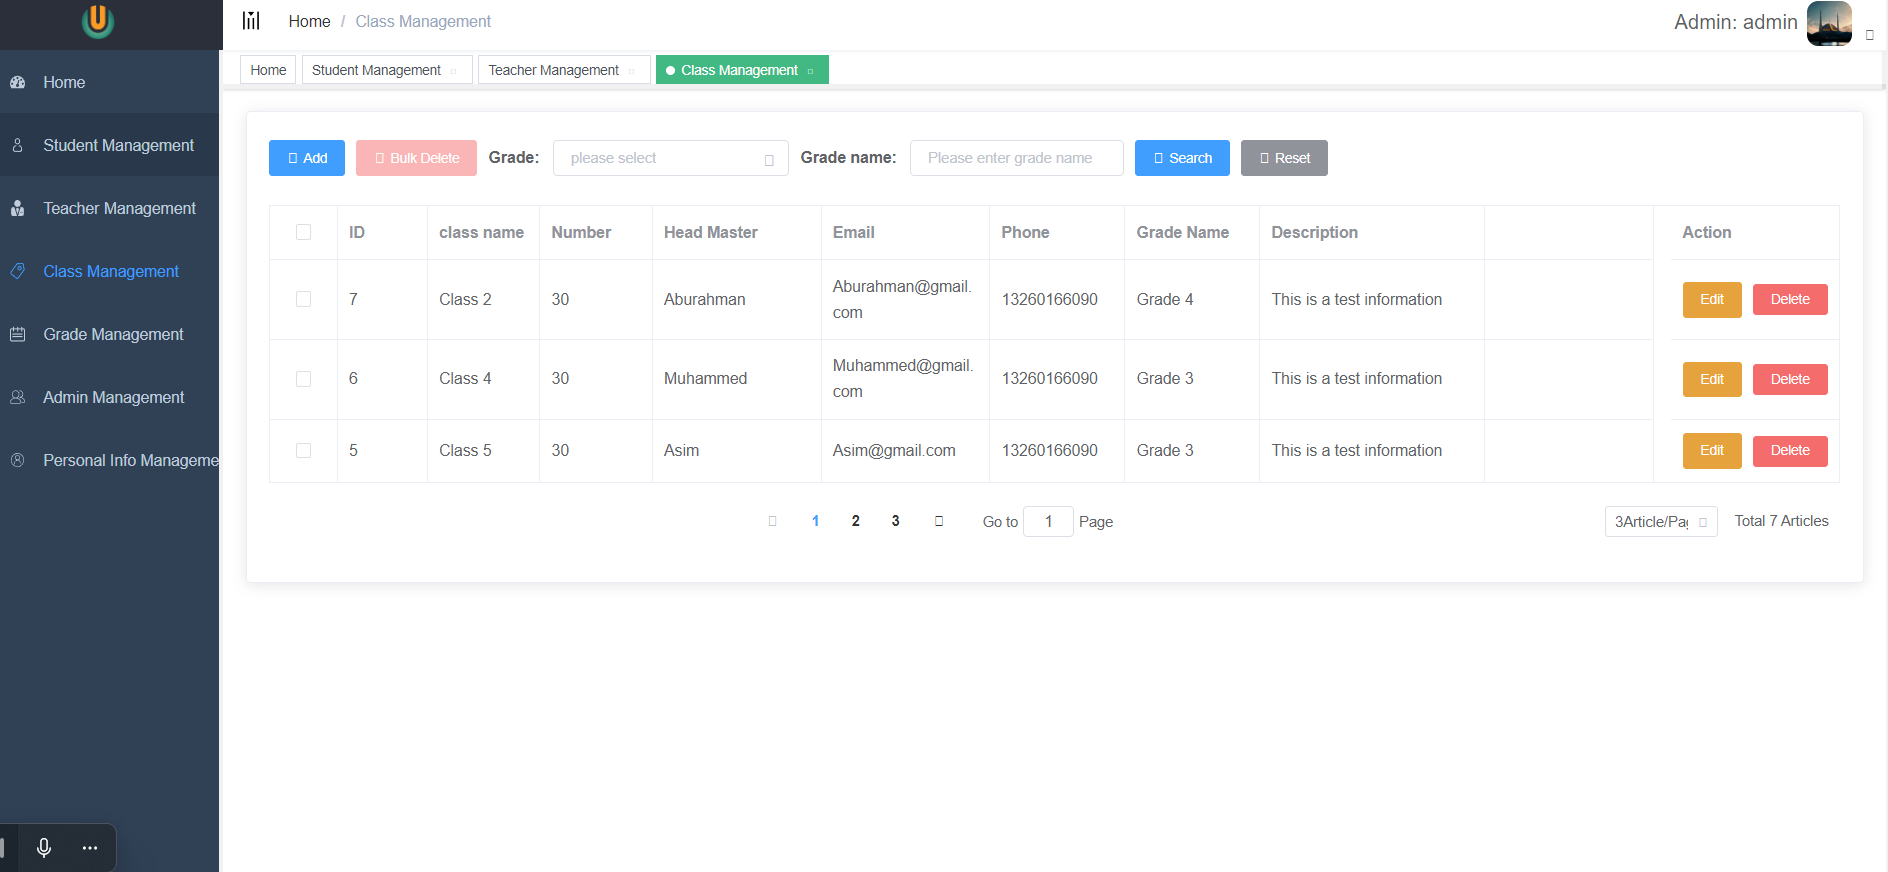 Home / Class Management
Admin: admin
Home
Student Management
Teacher Management
Class Management
Home
Student Management
Teacher Management
Class Management
Grade Management
Admin Management
Personal Info Manageme
Add
Bulk Delete
Grade:
please select
Grade name:
Please enter grade name
Search
Reset
ID class name Number Head Master Email Phone Grade Name Description Action
7 Class 2 30 Aburahman Aburahman@gmail. 13260166090 Grade 4 This is a test information Edit Delete
com
6 Class 4 30 Muhammed Muhammed@gmail. 13260166090 Grade 3 This is a test information Edit Delete
com
5 Class 5 30 Asim Asim@gmail.com 13260166090 Grade 3 This is a test information Edit Delete
1 2 3 Go to 1 Page
3Article/Pag
Total 7 Articles